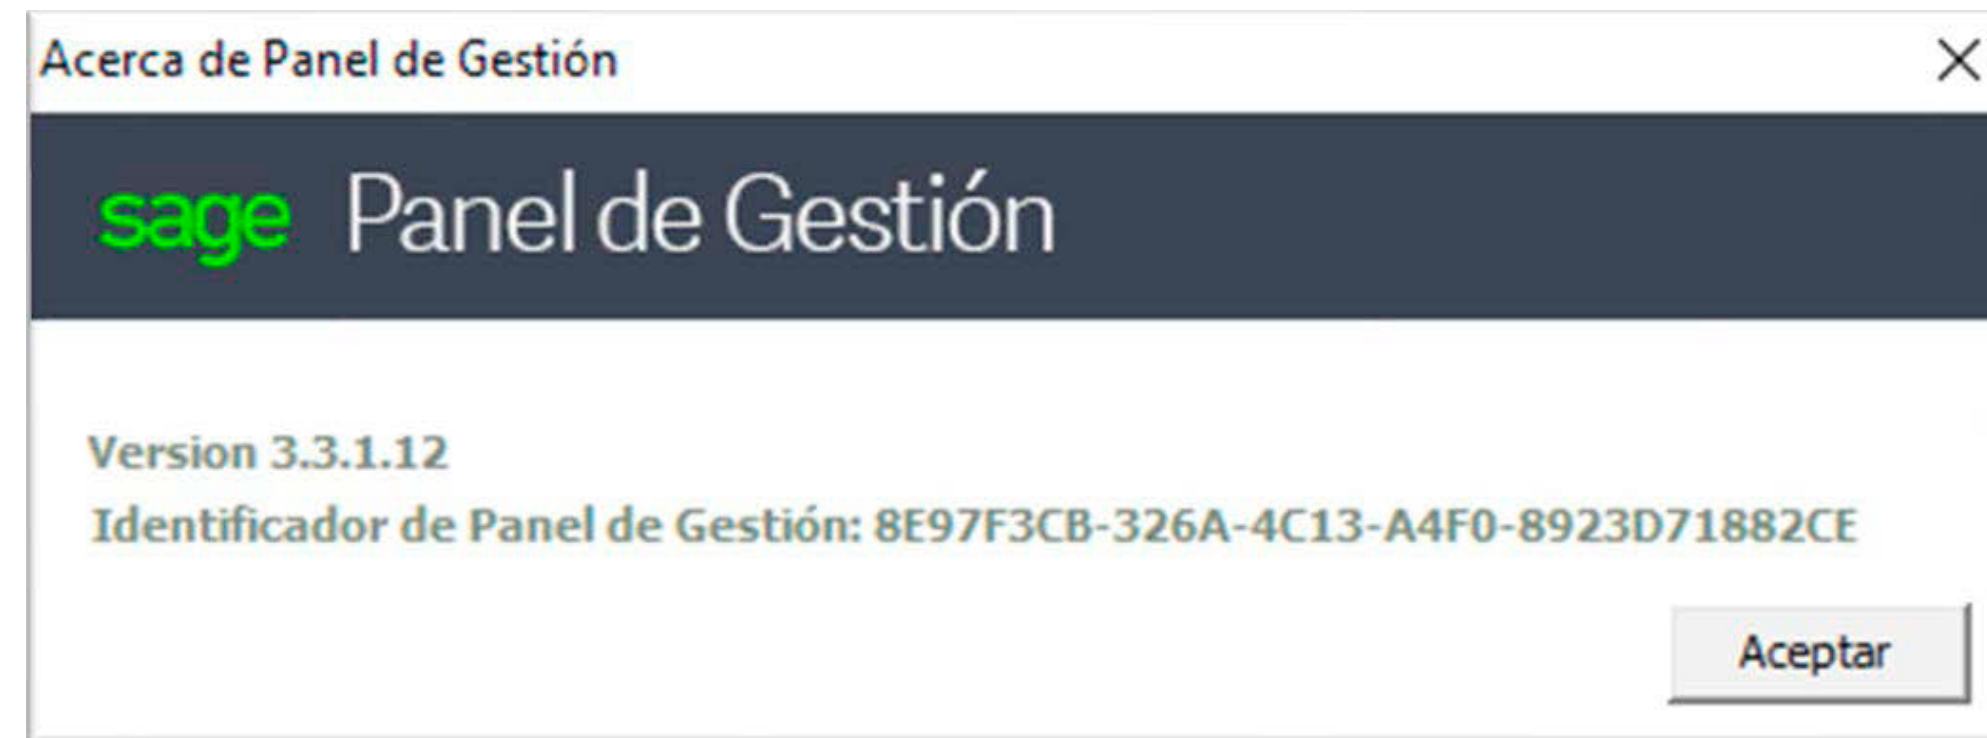 Acerca de Panel de Gestión
sage Panel de Gestión
Version 3.3.1.12
Identificador de Panel de Gestión: 8E97F3CB-326A-4C13-A4F0-8923D71882CE
Aceptar